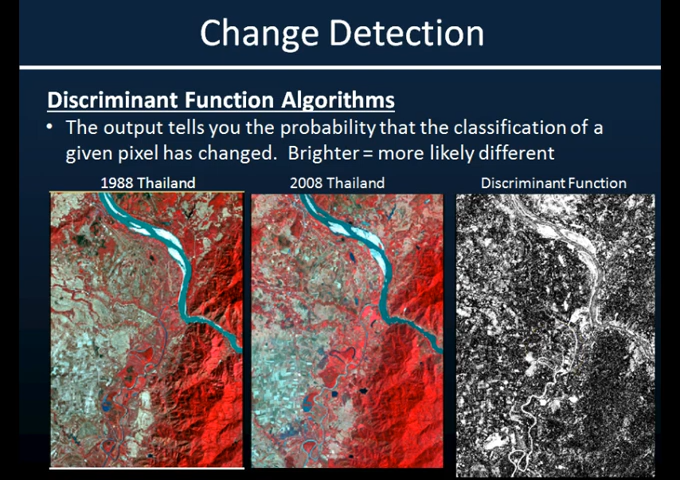 Change Detection
Discriminant Function Algorithms
• The output tells you the probability that the classification of a
given pixel has changed.  Brighter = more likely different
1988 Thailand
2008 Thailand
Discriminant Function